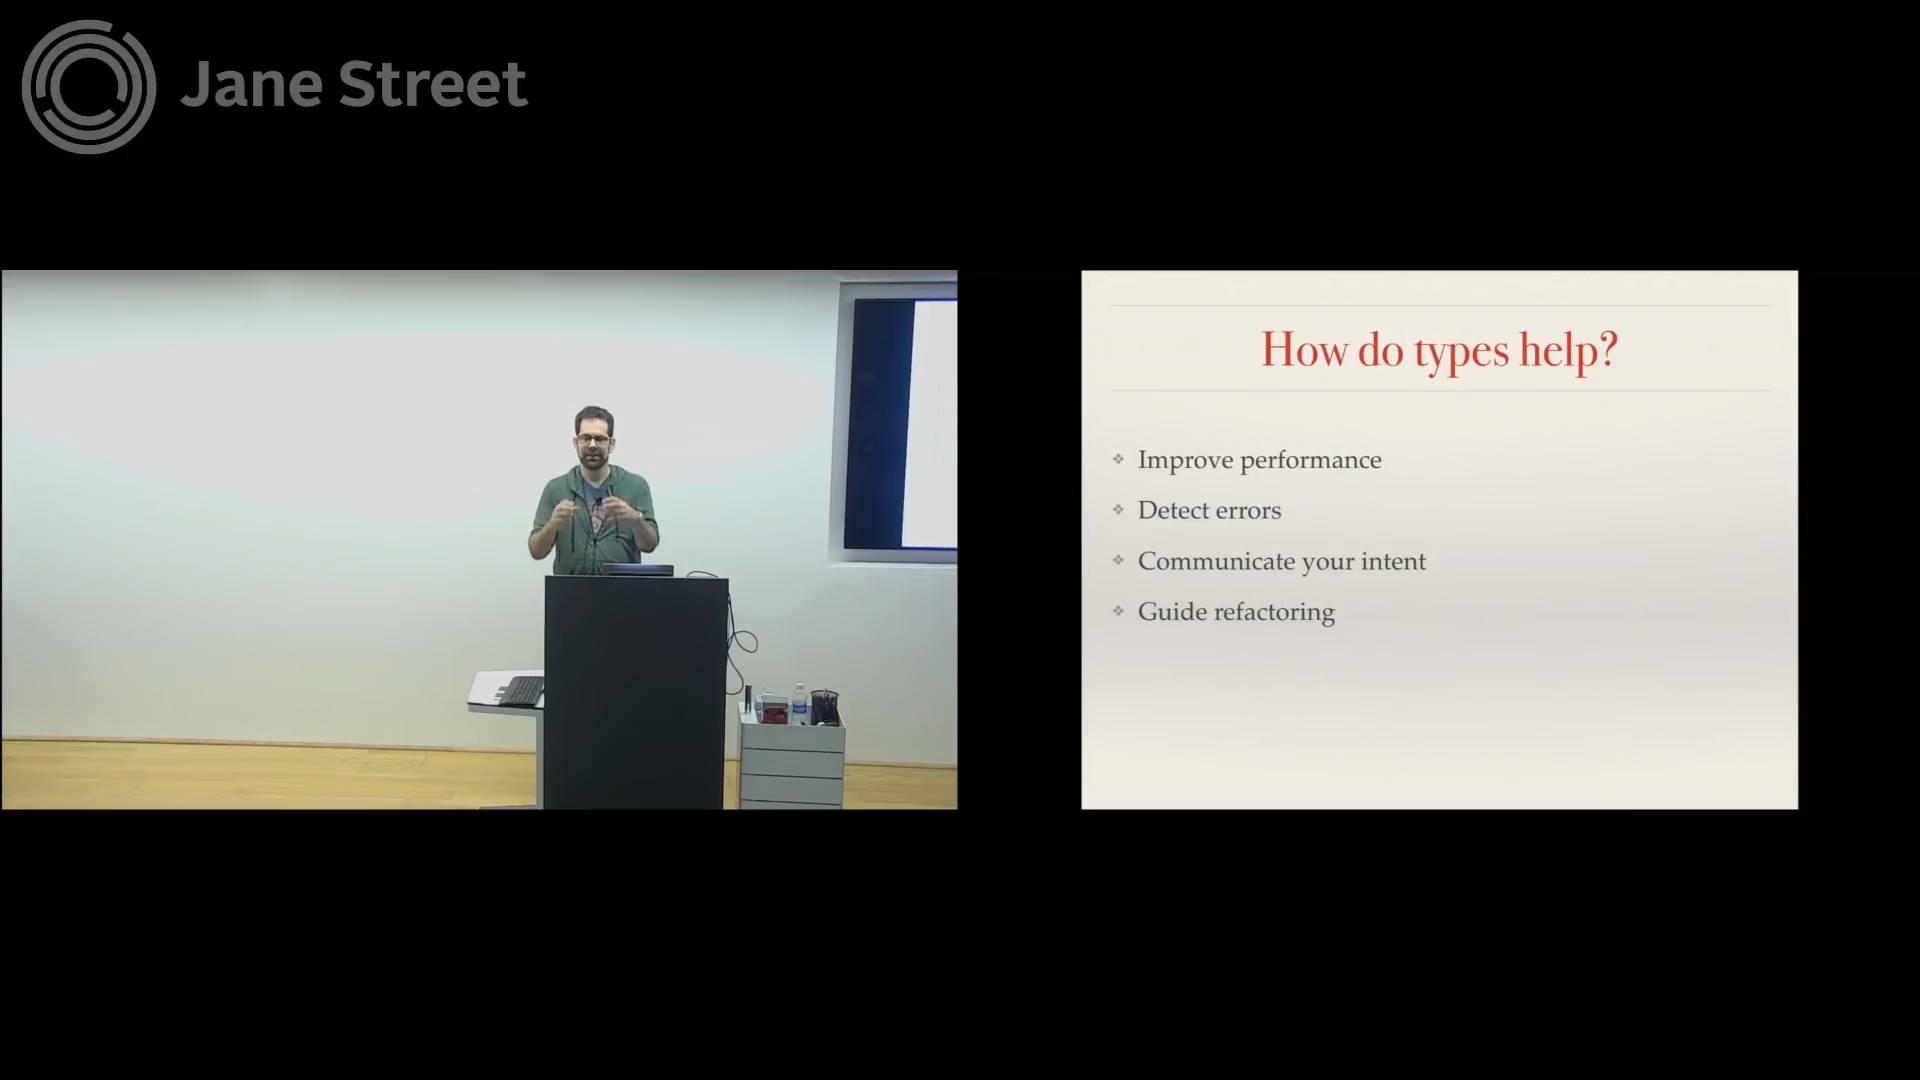 Jane Street
How do types help?
Improve performance
Detect errors
Communicate your intent
Guide refactoring